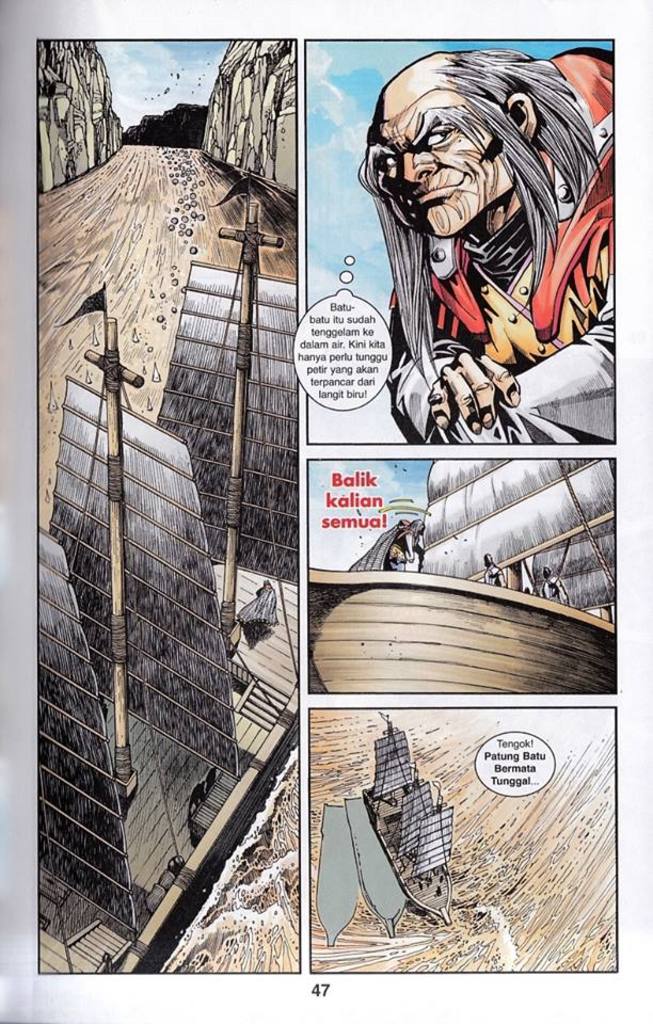 Batu-
batu itu sudah
tenggelam ke
dalam air. Kini kita
hanya perlu tunggu
petir yang akan
terpancar dari
langit biru!
Balik
kalian
semua!
Tengok!
Patung Batu
Bermata
Tunggal...
47